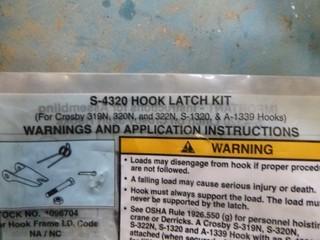 S-4320 HOOK LATCH KIT
(For Crosby 319N, 320N, and 322N, S-1320, & A-1339 Hooks)
WARNINGS AND APPLICATION INSTRUCTIONS
WARNING
• Loads may disengage from hook if proper procedu
are not followed.
• A falling load may cause serious injury or death.
• Hook must always support the load. The load mus
never be supported by the latch.
• See OSHA Rule 1926.550 (g) for personnel hoisting
crane or Derricks. A Crosby S-319N, S-320N,
S-322N, S-1320 and A-1339 Hook with an
attached (when secured
TOCK NO. 1096704
or Hook Frame I.D. Code
NA / NC